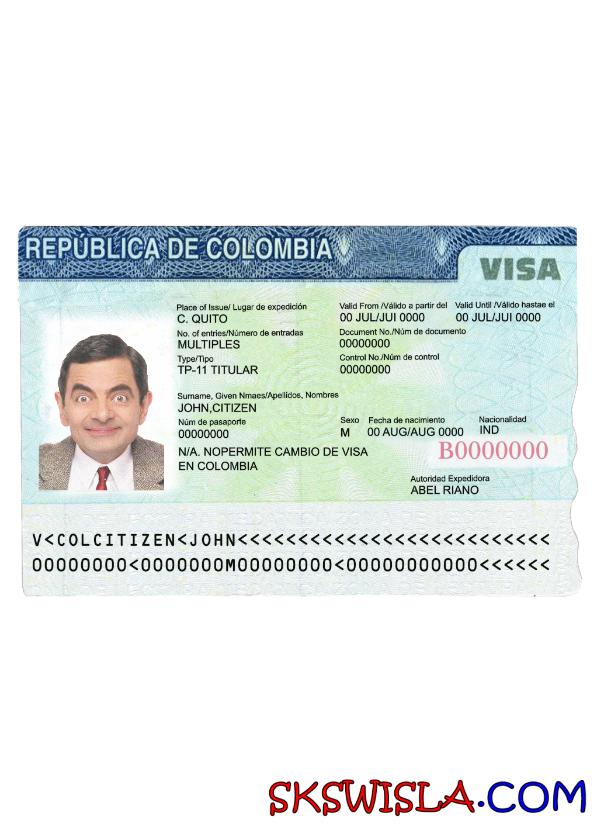 REPÚBLICA DE COLOMBIA
VISA
Place of Issue/ Lugar de expedición
C. QUITO
Valid From /Válido a partir del
00 JUL/JUI 0000
Valid Until /Válido hastae el
00 JUL/JUI 0000
No. of entries/Número de entradas
MULTIPLES
Document No./Núm de documento
00000000
Type/Tipo
TP-11 TITULAR
Control No./Núm de control
00000000
Surname, Given Nmaes/Apellidos, Nombres
JOHN,CITIZEN
Núm de pasaporte
00000000
Sexo
M
Fecha de nacimiento
00 AUG/AUG 0000
Nacionalidad
IND
N/A. NOPERMITE CAMBIO DE VISA
EN COLOMBIA
B0000000
Autoridad Expedidora
ABEL RIANO
V<COLCITIZEN<JOHN<<<<<<<<<<<<<<<<<<<<<<<<<<
00000000<0000000M00000000<00000000000<<<<<<
SKSWISLA.COM